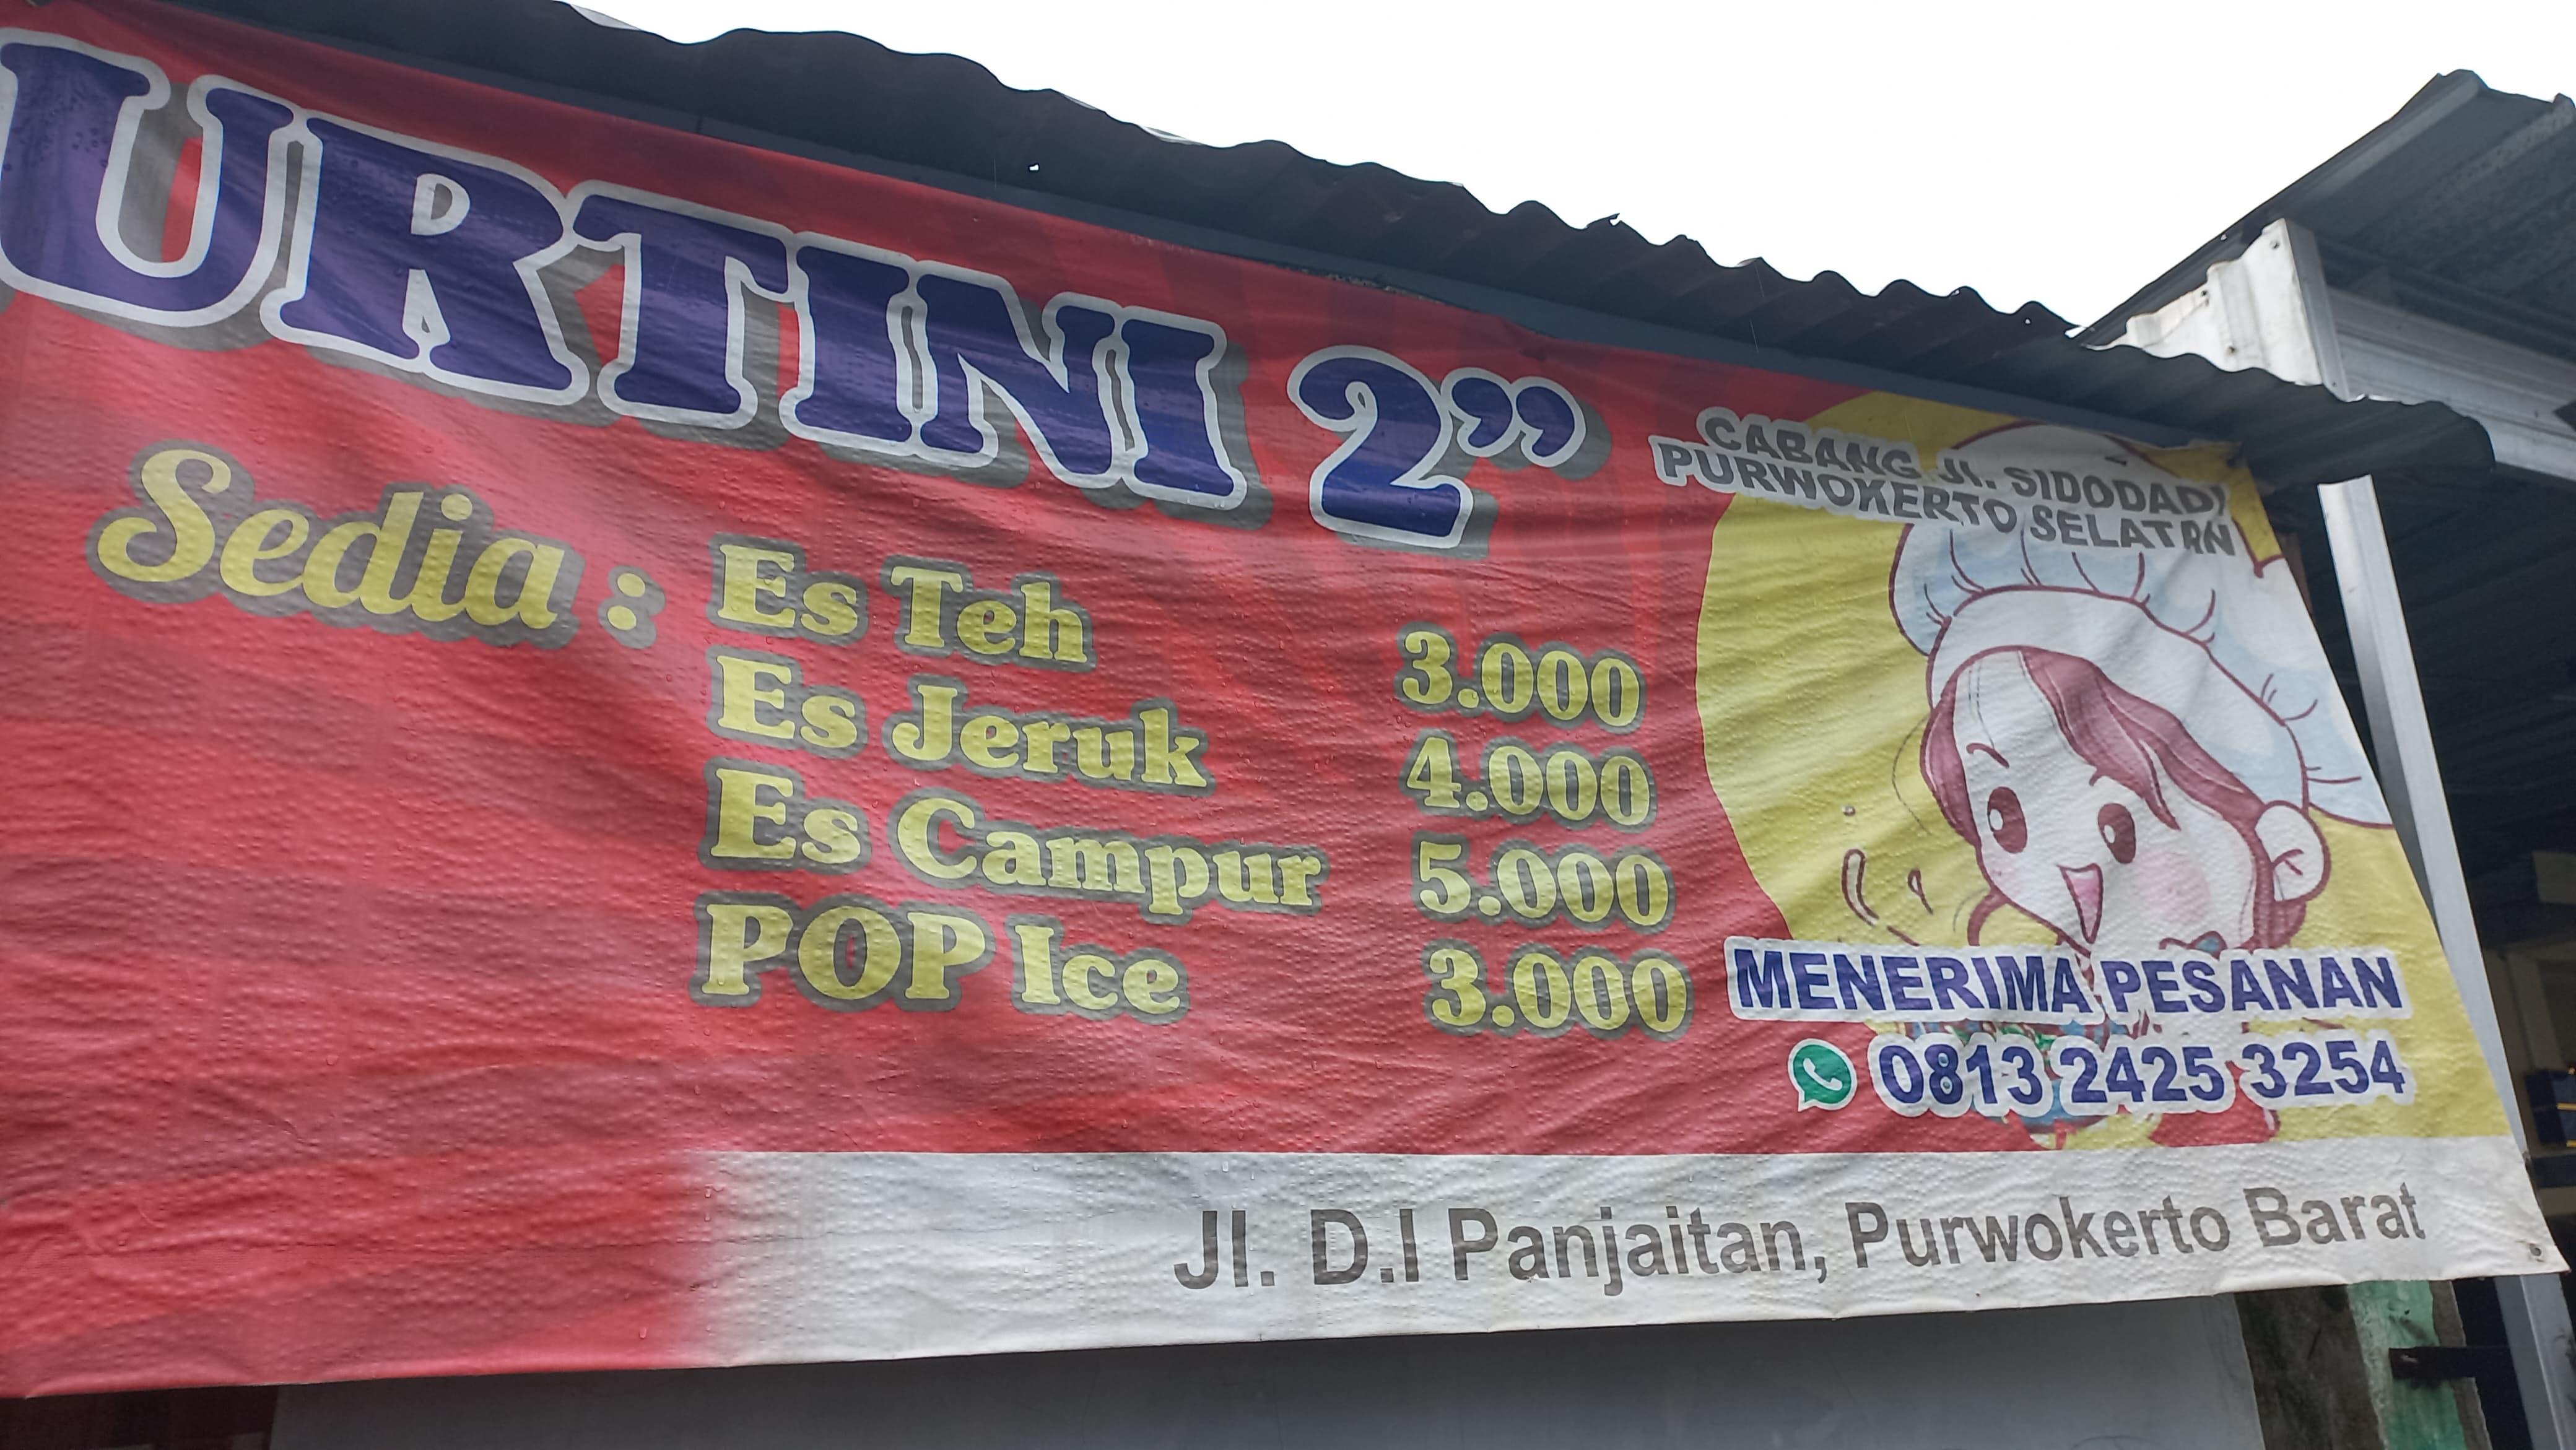 URTINI 2”
CABANG Jl. SIDODADI
PURWOKERTO SELATAN
Sedia :
Es Teh 3.000
Es Jeruk 4.000
Es Campur 5.000
POP Ice 3.000
MENERIMA PESANAN
0813 2425 3254
Jl. D.I Panjaitan, Purwokerto Barat